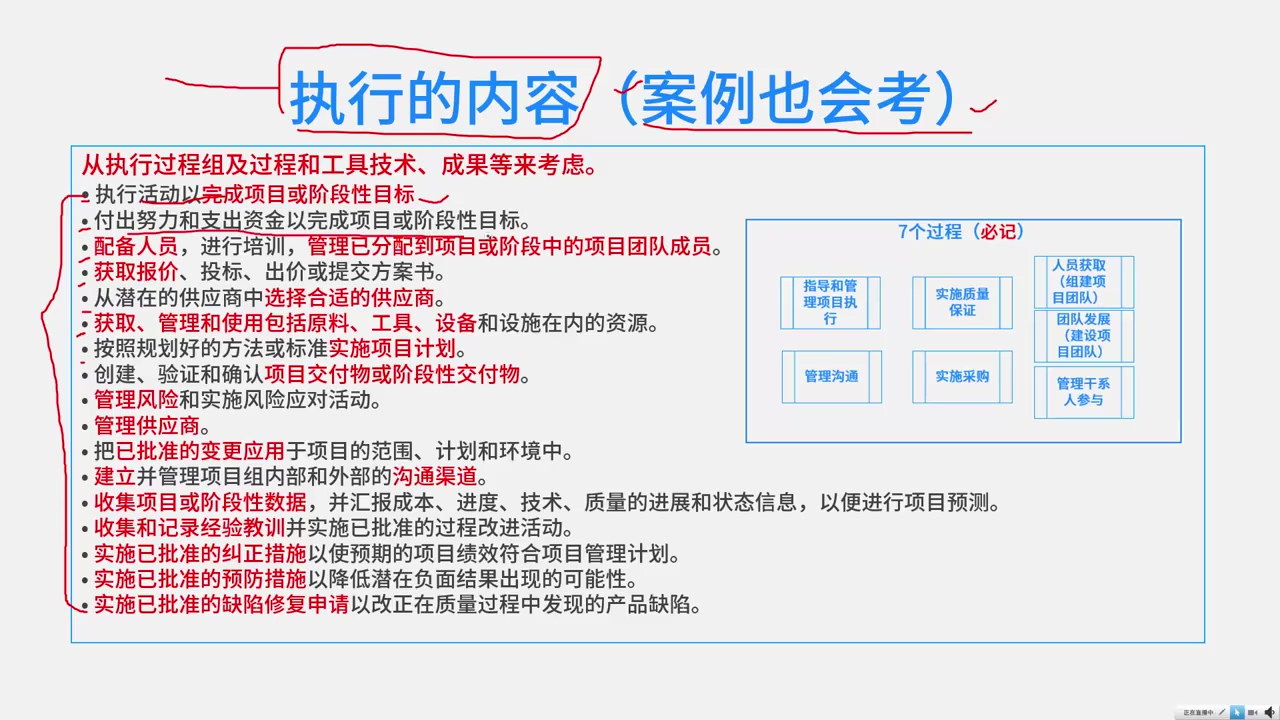 执行的内容（案例也会考）
从执行过程组及过程和工具技术、成果等来考虑。
• 执行活动以完成项目或阶段性目标
• 付出努力和支出资金以完成项目或阶段性目标。
• 配备人员，进行培训，管理已分配到项目或阶段中的项目团队成员。
• 获取报价、投标、出价或提交方案书。
• 从潜在的供应商中选择合适的供应商。
• 获取、管理和使用包括原料、工具、设备和设施在内的资源。
• 按照规划好的方法或标准实施项目计划。
• 创建、验证和确认项目交付物或阶段性交付物。
• 管理风险和实施风险应对活动。
• 管理供应商。
• 把已批准的变更应用于项目的范围、计划和环境中。
• 建立并管理项目组内部和外部的沟通渠道。
• 收集项目或阶段性数据，并汇报成本、进度、技术、质量的进展和状态信息，以便进行项目预测。
• 收集和记录经验教训并实施已批准的过程改进活动。
• 实施已批准的纠正措施以使预期的项目绩效符合项目管理计划。
• 实施已批准的预防措施以降低潜在负面结果出现的可能性。
• 实施已批准的缺陷修复申请以改正在质量过程中发现的产品缺陷。
7个过程（必记）
指导和管
理项目执
行
实施质量
保证
人员获取
（组建项
目团队）
团队发展
（建设项
目团队）
管理沟通
实施采购
管理干系
人参与
正在直播中